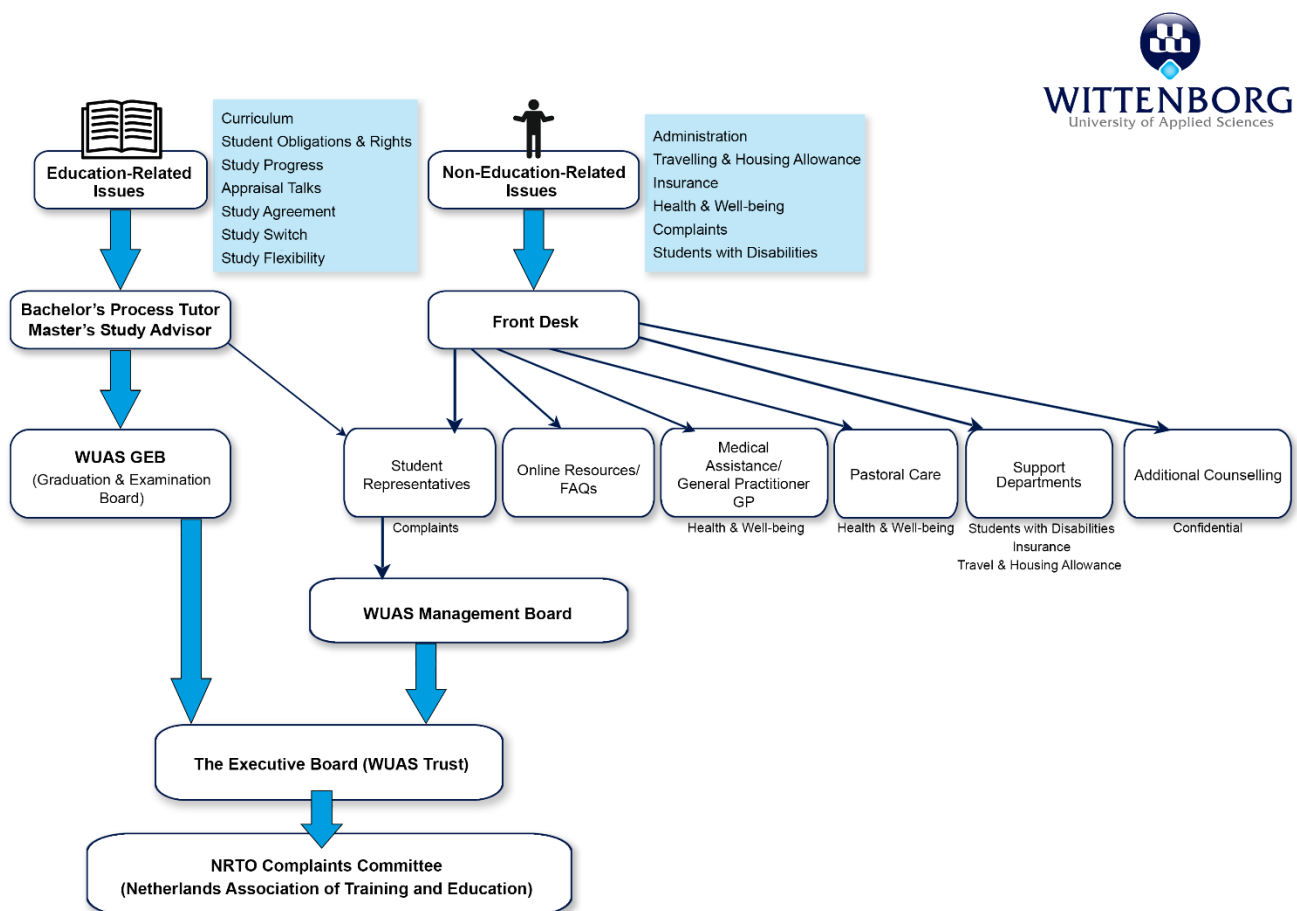 WITTENBORG
University of Applied Sciences
Education-Related
Issues
Curriculum
Student Obligations & Rights
Study Progress
Appraisal Talks
Study Agreement
Study Switch
Study Flexibility
Non-Education-Related
Issues
Administration
Travelling & Housing Allowance
Insurance
Health & Well-being
Complaints
Students with Disabilities
Bachelor's Process Tutor
Master's Study Advisor
Front Desk
WUAS GEB
(Graduation & Examination
Board)
Student
Representatives
Complaints
Online Resources/
FAQs
Medical
Assistance/
General Practitioner
GP
Health & Well-being
Pastoral Care
Health & Well-being
Support
Departments
Students with Disabilities
Insurance
Travel & Housing Allowance
Additional Counselling
Confidential
WUAS Management Board
The Executive Board (WUAS Trust)
NRTO Complaints Committee
(Netherlands Association of Training and Education)